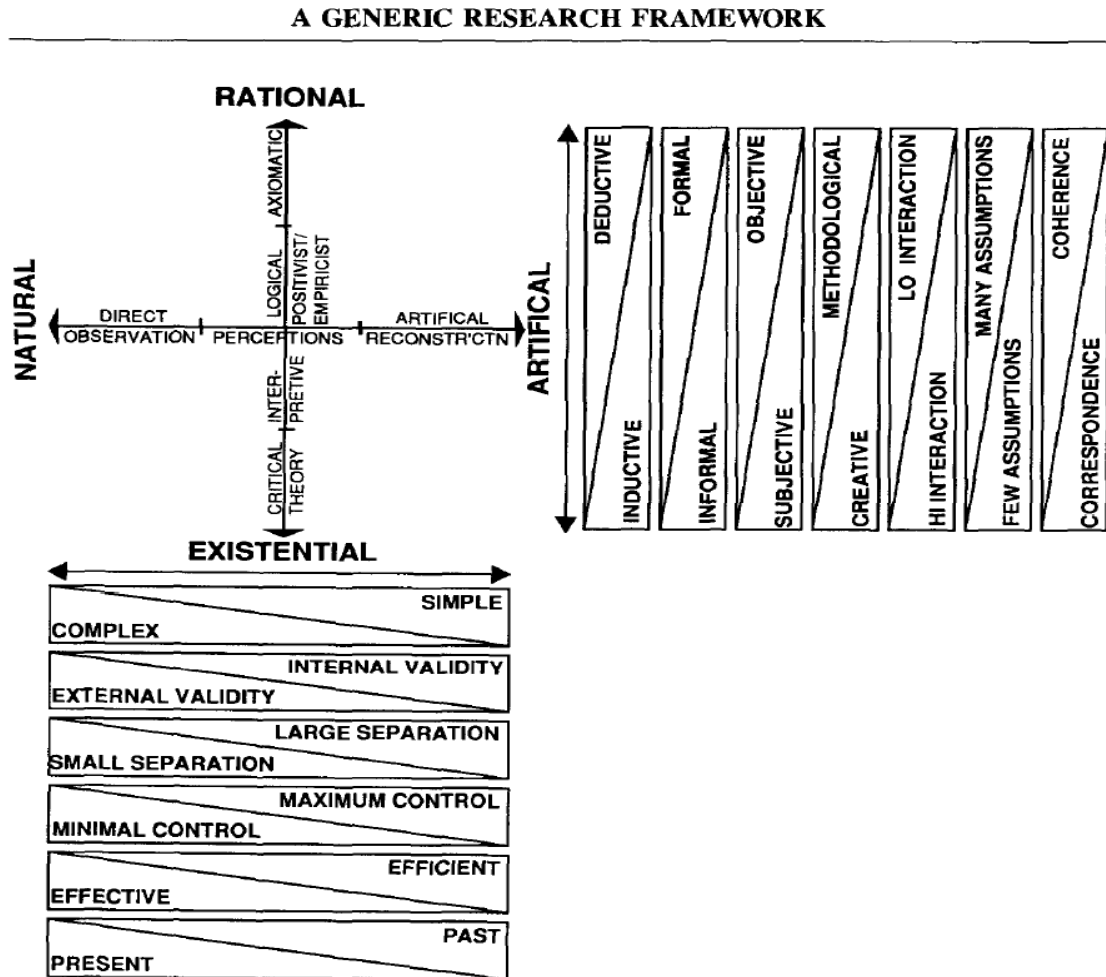 A GENERIC RESEARCH FRAMEWORK
RATIONAL
AXIOMATIC
LOGICAL
POSITIVIST/
EMPIRICIST
NATURAL
DIRECT
OBSERVATION
PERCEPTIONS
ARTIFICAL
RECONSTR'CTN
ARTIFICAL
INTER-
PRETIVE
CRITICAL
THEORY
EXISTENTIAL
DEDUCTIVE
INDUCTIVE
FORMAL
INFORMAL
OBJECTIVE
SUBJECTIVE
METHODOLOGICAL
CREATIVE
LO INTERACTION
HI INTERACTION
MANY ASSUMPTIONS
FEW ASSUMPTIONS
COHERENCE
CORRESPONDENCE
SIMPLE
COMPLEX
INTERNAL VALIDITY
EXTERNAL VALIDITY
LARGE SEPARATION
SMALL SEPARATION
MAXIMUM CONTROL
MINIMAL CONTROL
EFFICIENT
EFFECTIVE
PAST
PRESENT